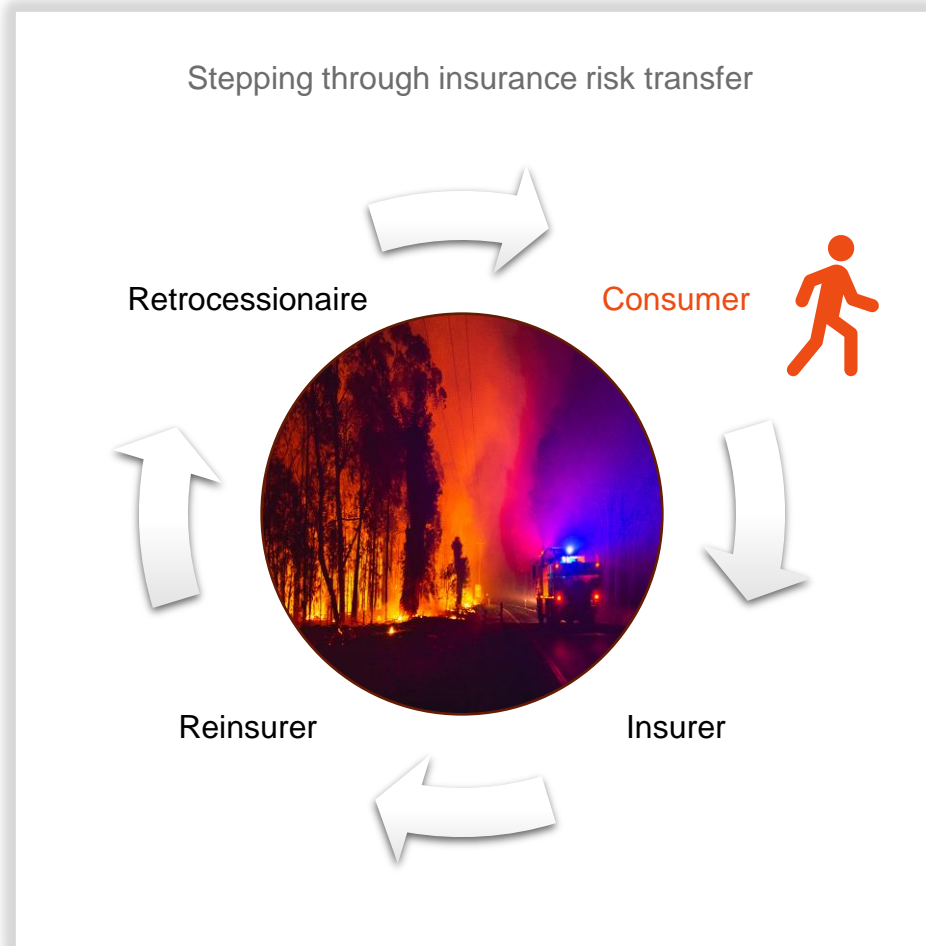 Stepping through insurance risk transfer
Retrocessionaire
Consumer
Reinsurer
Insurer